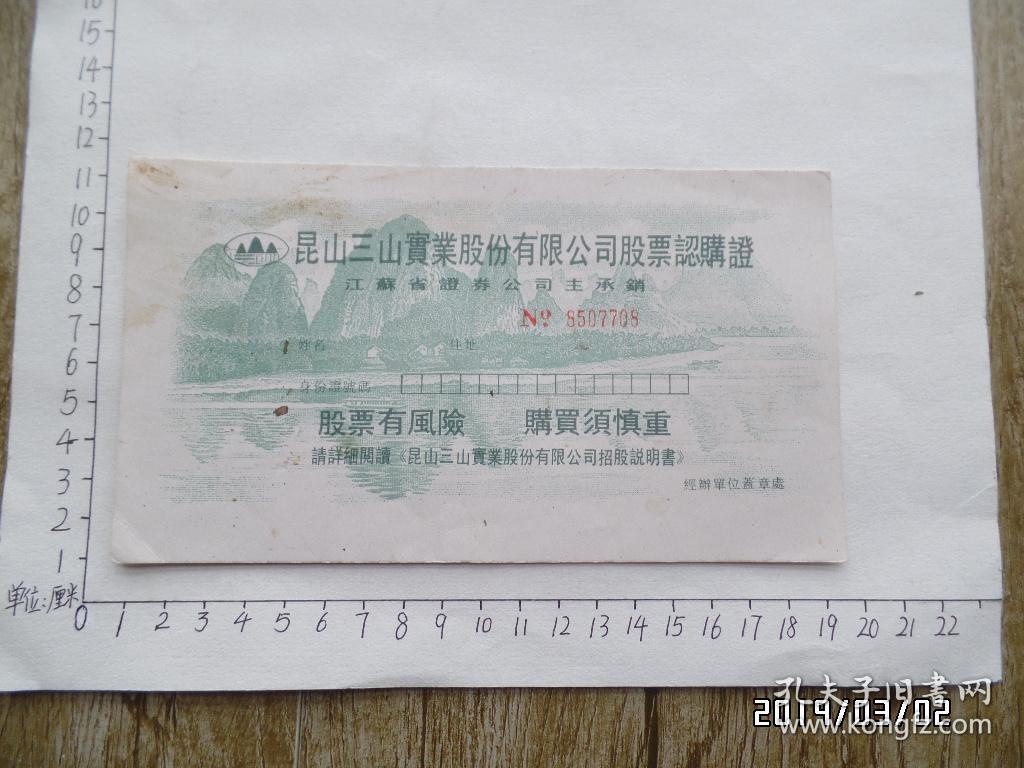 16
15
14
13
12
11
10
9
8
7
6
5
4
3
2
1
昆山三山實業股份有限公司股票認購證
江蘇省證券公司主承銷
Nº 8507708
姓名 住址
身份證號碼
股票有風險 購買須慎重
請詳細閱讀《昆山三山實業股份有限公司招股説明書》
經辦單位蓋章處
单位:厘米
0 1 2 3 4 5 6 7 8 9 10 11 12 13 14 15 16 17 18 19 20 21 22
孔夫子旧书网
2019/03/02
www.kongfz.com